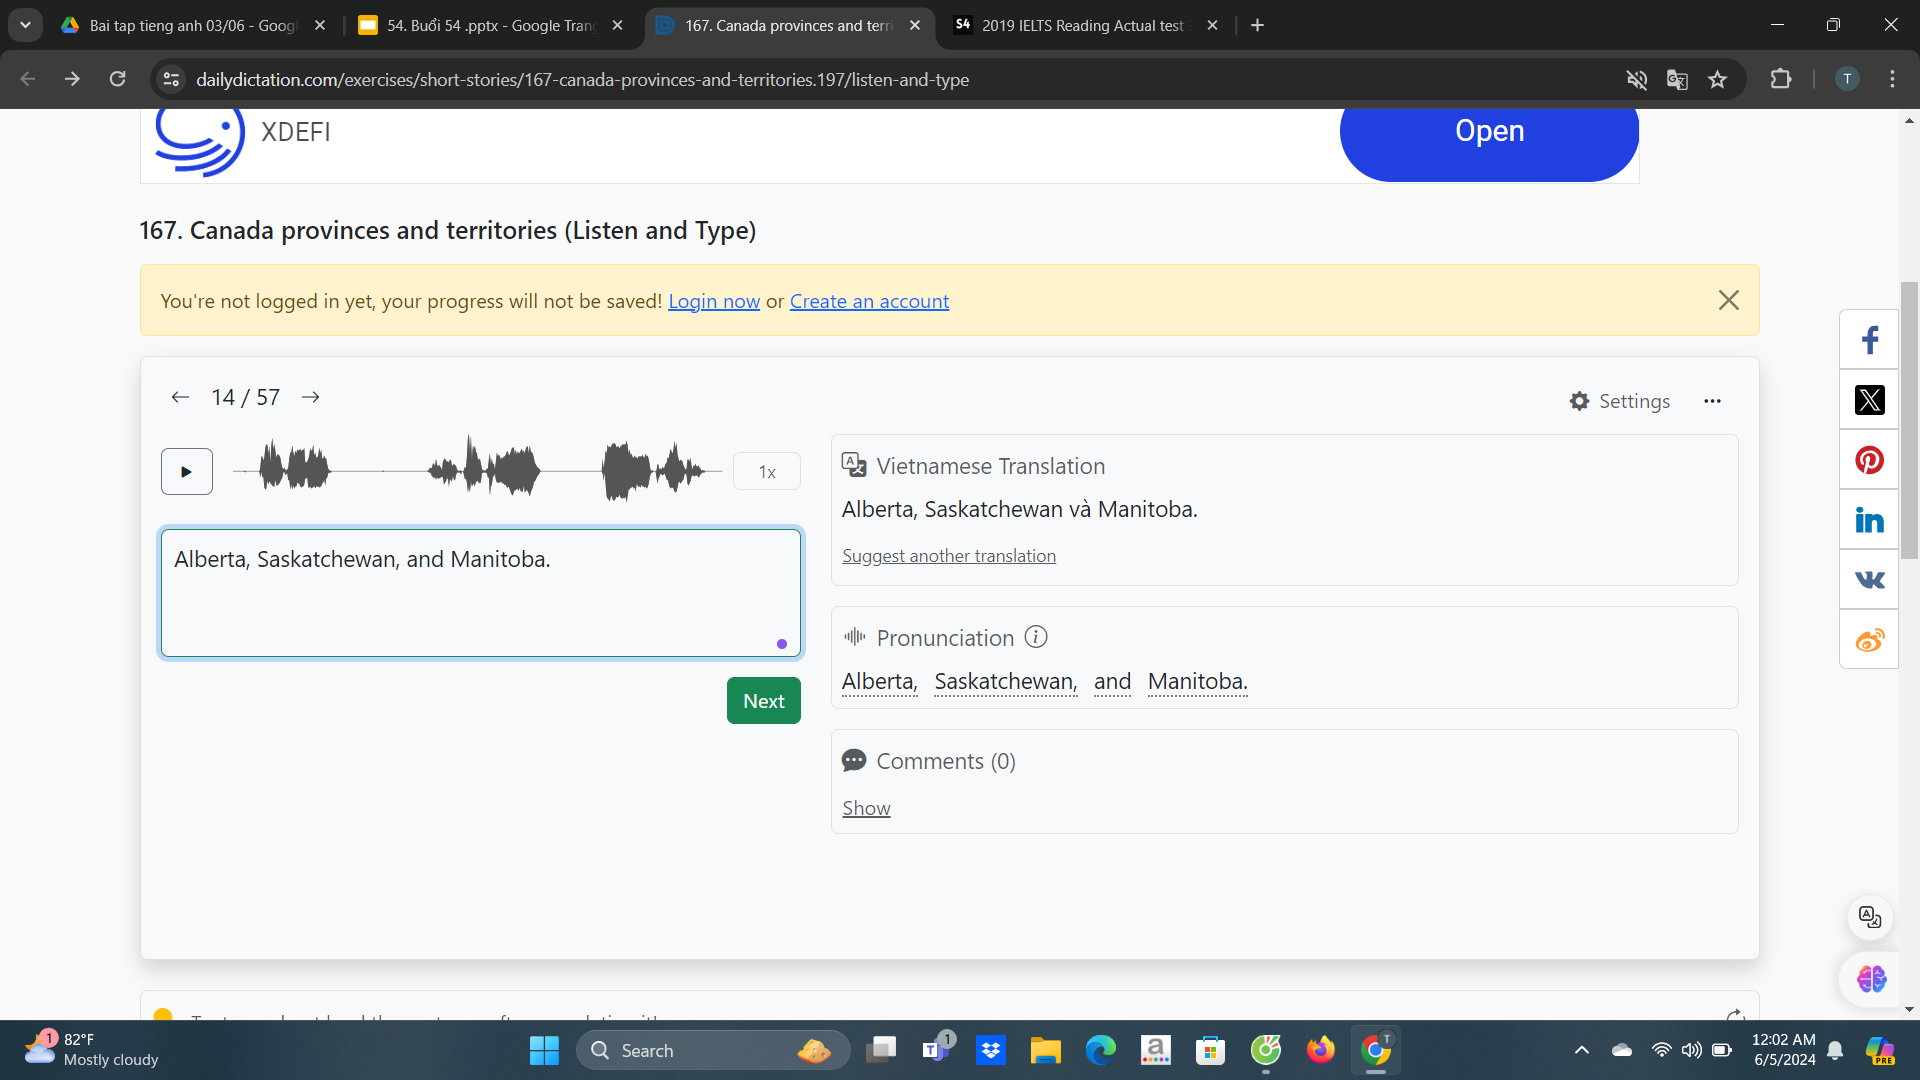 Bai tap tieng anh 03/06 - Googl
54. Buổi 54 .pptx - Google Tran
167. Canada provinces and terri
S4 2019 IELTS Reading Actual test
dailydictation.com/exercises/short-stories/167-canada-provinces-and-territories.197/listen-and-type
T
XDEFI
Open
167. Canada provinces and territories (Listen and Type)
You're not logged in yet, your progress will not be saved! Login now or Create an account
14 / 57
Settings
1x
Vietnamese Translation
Alberta, Saskatchewan và Manitoba.
Suggest another translation
Alberta, Saskatchewan, and Manitoba.
Pronunciation
Alberta, Saskatchewan, and Manitoba.
Next
Comments (0)
Show
1
82°F
Mostly cloudy
Search
1
T
12:02 AM
6/5/2024
PRE